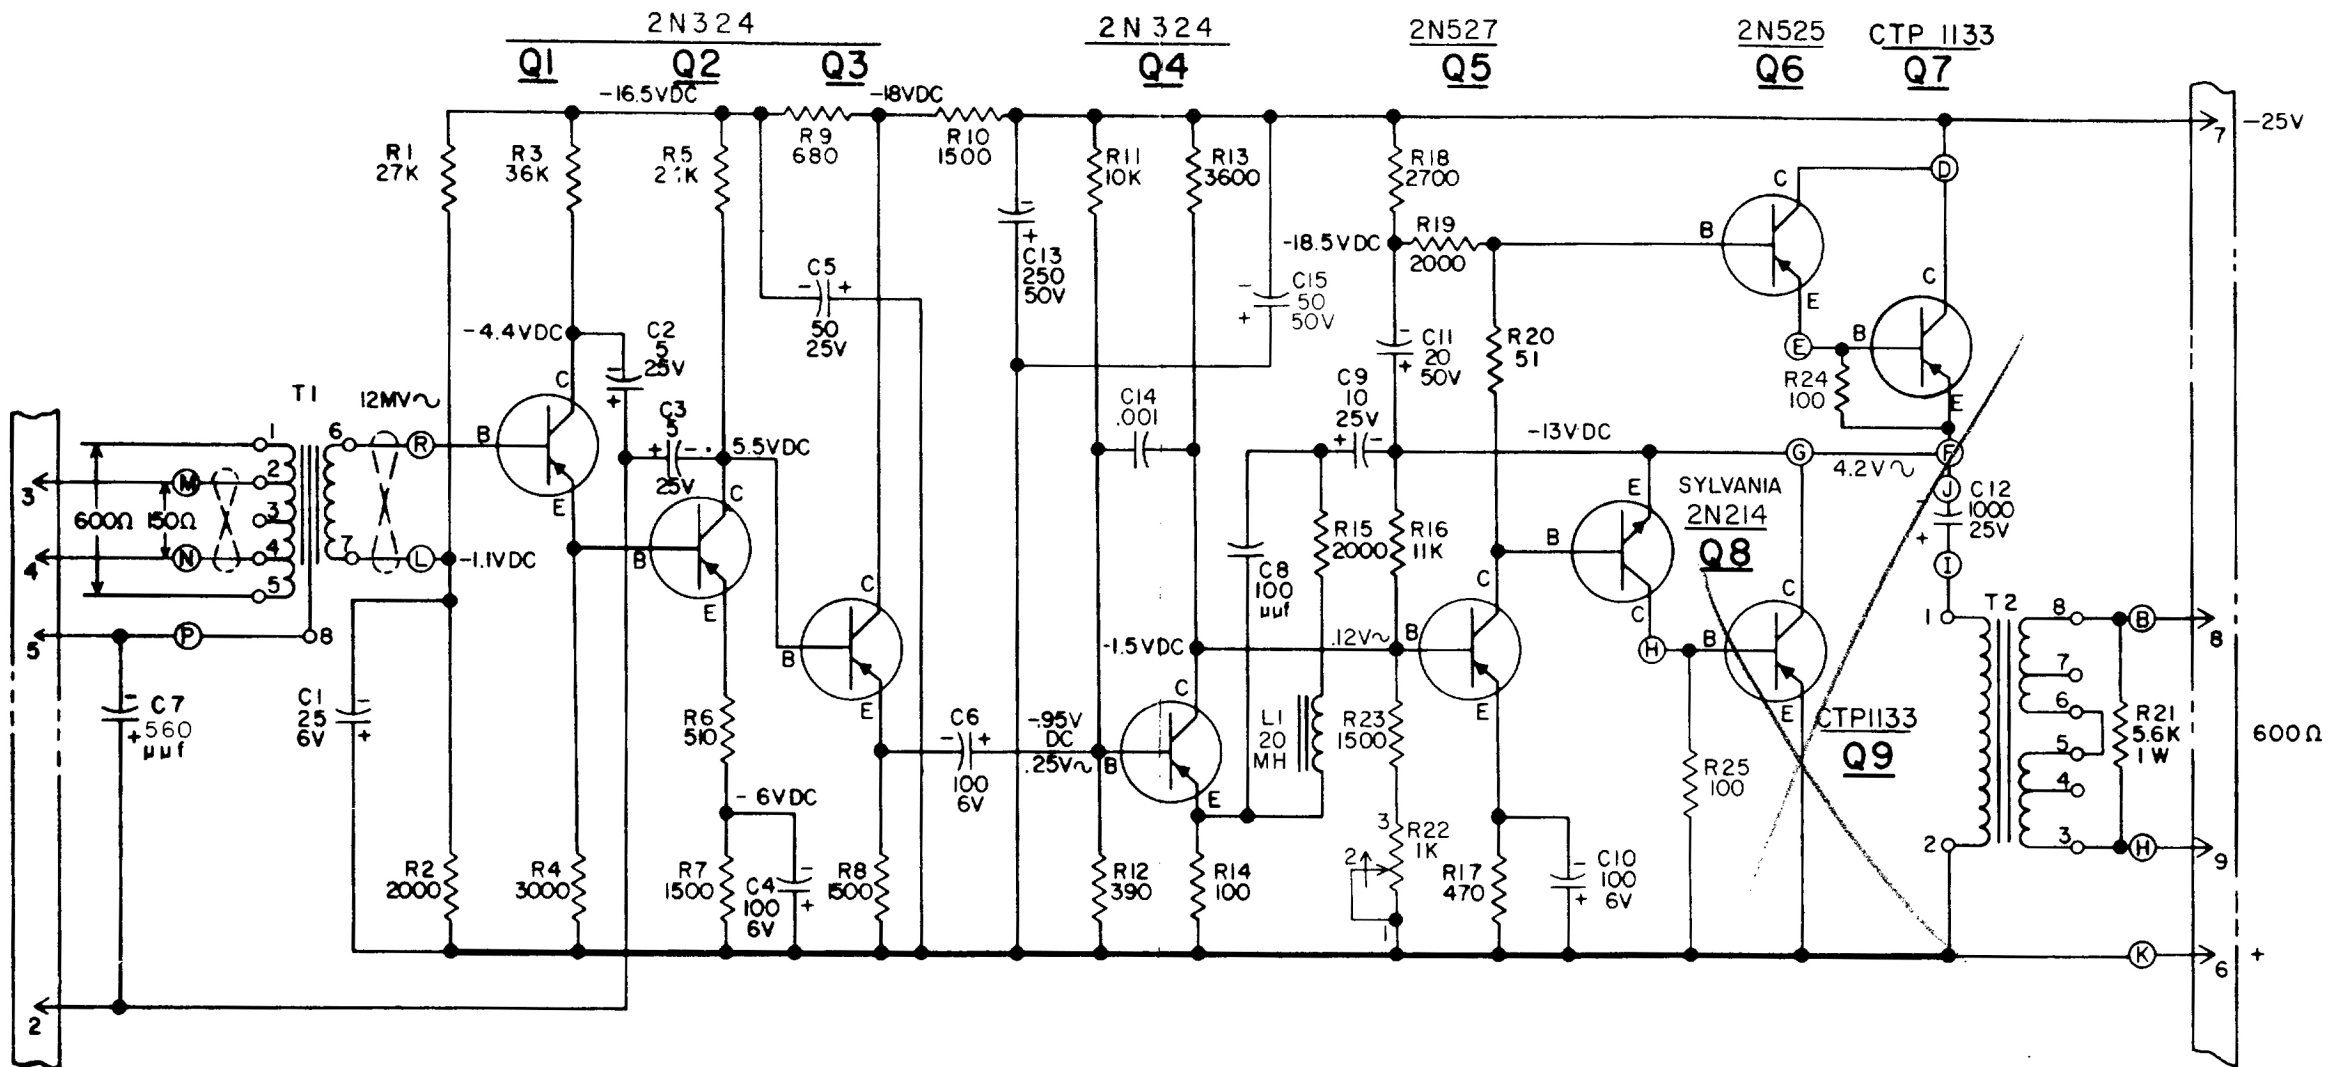 2N324
Q1
Q2
Q3
2N324
Q4
2N527
Q5
2N525
Q6
CTP 1133
Q7
-16.5VDC
-18VDC
R1
27K
R3
36K
R5
R9
680
R10
1500
R11
10K
R13
3600
R18
2700
7
-25V
C
D
C13
250
50V
-18.5VDC
R19
2000
B
E
C
C5
- +
50
25V
C15
50
50V
-4.4VDC
C2
5
25V
R20
51
C11
20
50V
E
B
R24
100
E
T1
12MV~
C
B
E
C3
5
25V
5.5VDC
C14
.001
C9
10
25V
-13VDC
G
4.2V~
F
J
C12
1000
25V
I
1
2
3
4
5
6
7
8
R
L
M
N
P
3
4
5
600Ω
150Ω
-1.1VDC
C
B
E
C8
100
μμf
R15
2000
R16
11K
E
B
C
SYLVANIA
2N214
Q8
H
C
B
E
-1.5VDC
.12V~
C
B
E
C
B
E
CTP1133
Q9
1
2
T2
8
7
6
5
4
3
B
8
R21
5.6K
1W
600Ω
H
9
C7
560
μμf
C1
25
6V
R6
510
C6
100
6V
-.95V
DC
.25V~
C
B
E
L1
20
MH
R23
1500
R25
100
-6VDC
R2
2000
R4
3000
R7
1500
C4
100
6V
R8
1500
R12
390
R14
100
3
2
1
R22
1K
R17
470
C10
100
6V
K
6
+
2